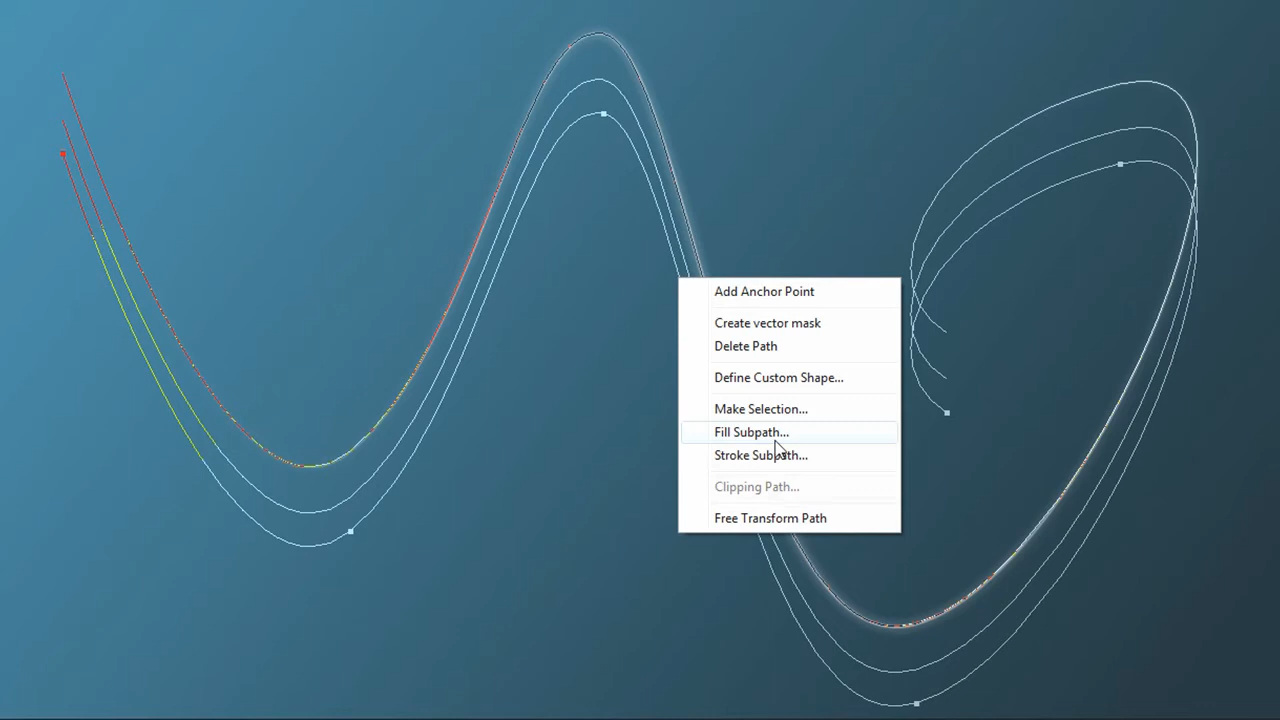 Add Anchor Point
Create vector mask
Delete Path
Define Custom Shape...
Make Selection...
Fill Subpath...
Stroke Subpath...
Clipping Path...
Free Transform Path